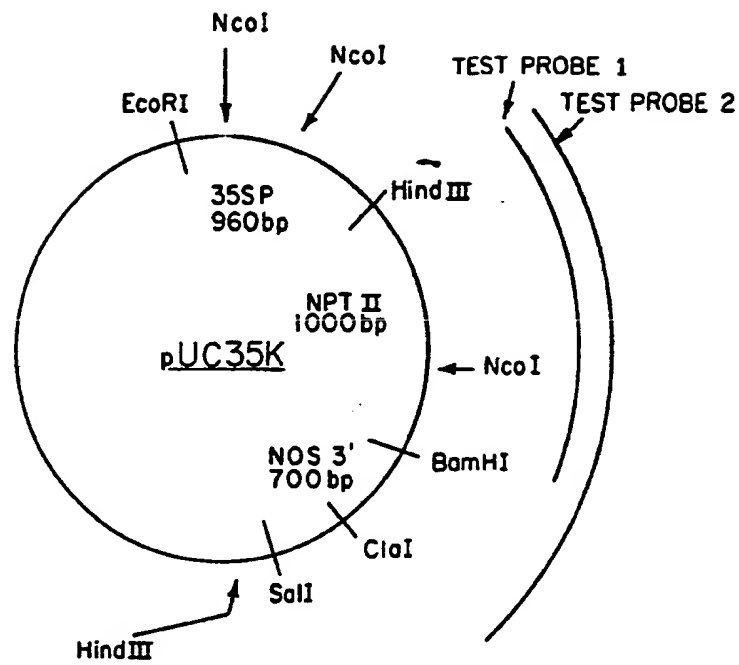 NcoI
NcoI
TEST PROBE 1
TEST PROBE 2
EcoRI
35SP
960bp
HindIII
NPT II
1000bp
pUC35K
NcoI
NOS 3'
700bp
BamHI
ClaI
SalI
HindIII